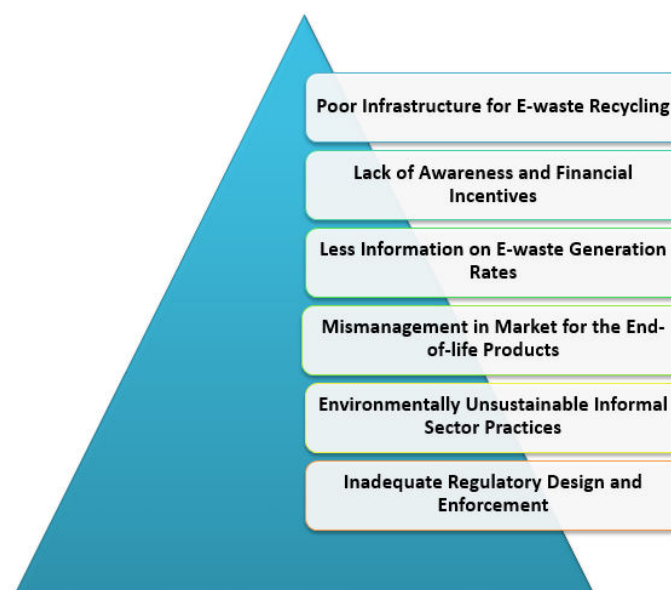 Poor Infrastructure for E-waste Recycling
Lack of Awareness and Financial
Incentives
Less Information on E-waste Generation
Rates
Mismanagement in Market for the End-
of-life Products
Environmentally Unsustainable Informal
Sector Practices
Inadequate Regulatory Design and
Enforcement